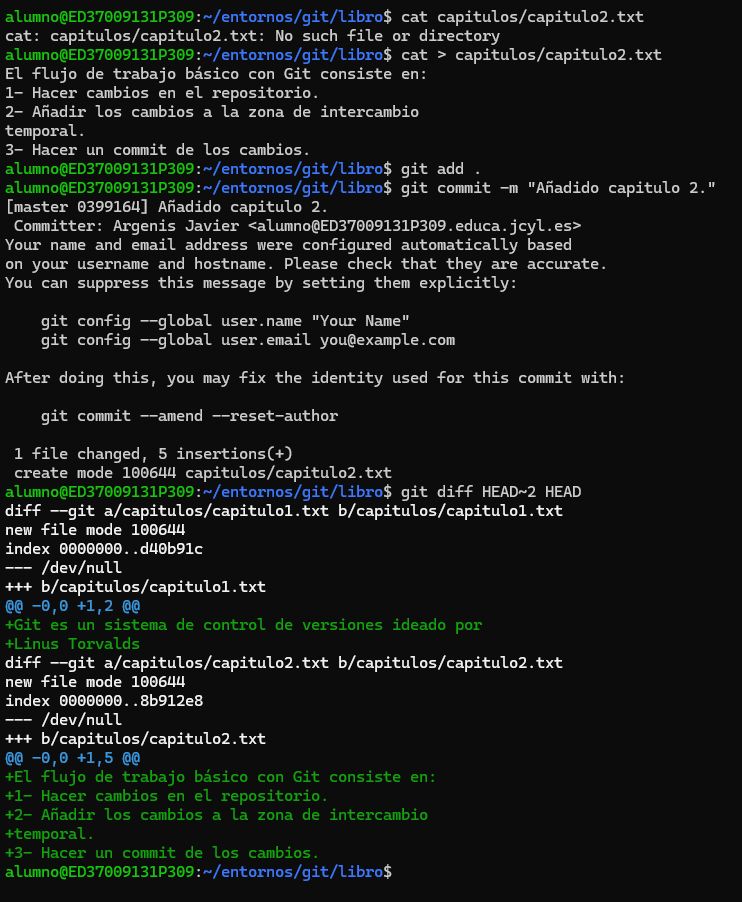 alumno@ED37009131P309:~/entornos/git/libro$ cat capitulos/capitulo2.txt
cat: capitulos/capitulo2.txt: No such file or directory
alumno@ED37009131P309:~/entornos/git/libro$ cat > capitulos/capitulo2.txt
El flujo de trabajo básico con Git consiste en:
1- Hacer cambios en el repositorio.
2- Añadir los cambios a la zona de intercambio
temporal.
3- Hacer un commit de los cambios.
alumno@ED37009131P309:~/entornos/git/libro$ git add .
alumno@ED37009131P309:~/entornos/git/libro$ git commit -m "Añadido capitulo 2."
[master 0399164] Añadido capitulo 2.
 Committer: Argenis Javier <alumno@ED37009131P309.educa.jcyl.es>
Your name and email address were configured automatically based
on your username and hostname. Please check that they are accurate.
You can suppress this message by setting them explicitly:

    git config --global user.name "Your Name"
    git config --global user.email you@example.com

After doing this, you may fix the identity used for this commit with:

    git commit --amend --reset-author

 1 file changed, 5 insertions(+)
 create mode 100644 capitulos/capitulo2.txt
alumno@ED37009131P309:~/entornos/git/libro$ git diff HEAD~2 HEAD
diff --git a/capitulos/capitulo1.txt b/capitulos/capitulo1.txt
new file mode 100644
index 0000000..d40b91c
--- /dev/null
+++ b/capitulos/capitulo1.txt
@@ -0,0 +1,2 @@
+Git es un sistema de control de versiones ideado por
+Linus Torvalds
diff --git a/capitulos/capitulo2.txt b/capitulos/capitulo2.txt
new file mode 100644
index 0000000..8b912e8
--- /dev/null
+++ b/capitulos/capitulo2.txt
@@ -0,0 +1,5 @@
+El flujo de trabajo básico con Git consiste en:
+1- Hacer cambios en el repositorio.
+2- Añadir los cambios a la zona de intercambio
+temporal.
+3- Hacer un commit de los cambios.
alumno@ED37009131P309:~/entornos/git/libro$